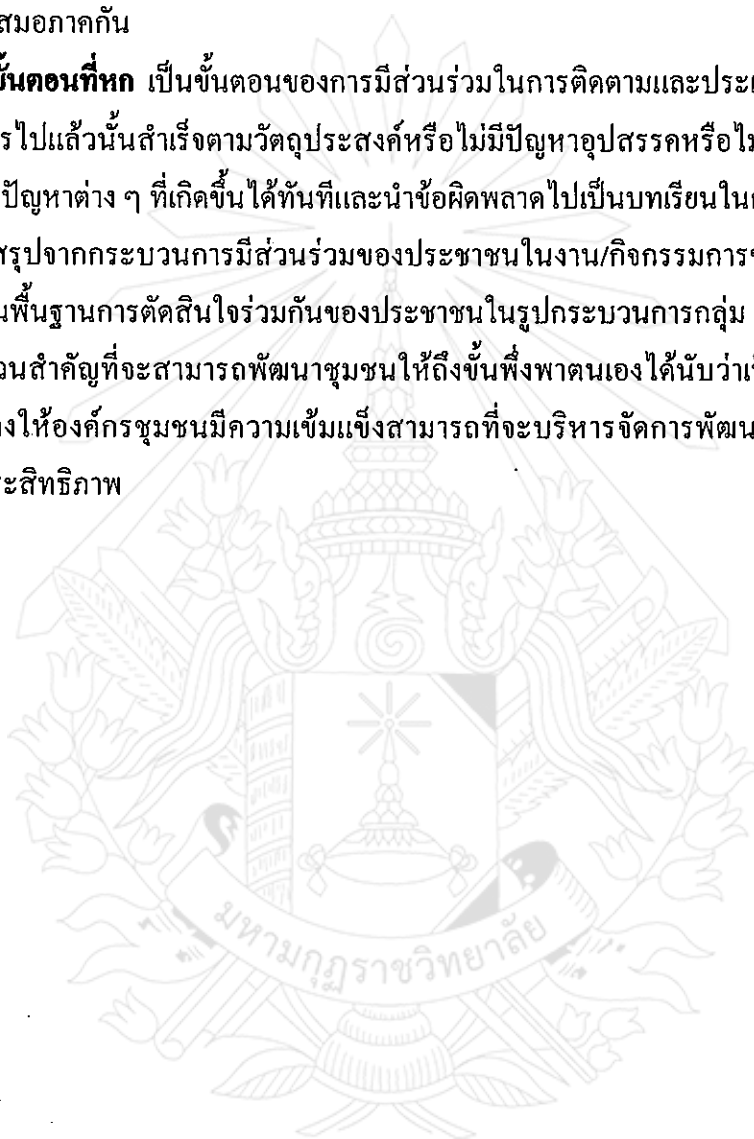 สมอภาคกัน
ขั้นตอนที่หก เป็นขั้นตอนของการมีส่วนร่วมในการติดตามและประเ
รไปแล้วนั้นสำเร็จตามวัตถุประสงค์หรือไม่มีปัญหาอุปสรรคหรือไม
ปัญหาต่าง ๆ ที่เกิดขึ้นได้ทันทีและนำข้อผิดพลาดไปเป็นบทเรียนใน
สรุปจากกระบวนการมีส่วนร่วมของประชาชนในงาน/กิจกรรมการ
นพื้นฐานการตัดสินใจร่วมกันของประชาชนในรูปกระบวนการกลุ่ม
วนสำคัญที่จะสามารถพัฒนาชุมชนให้ถึงขั้นพึ่งพาตนเองได้นับว่าเ
งให้องค์กรชุมชนมีความเข้มแข็งสามารถที่จะบริหารจัดการพัฒน
ระสิทธิภาพ
มหามกุฏราชวิทยาลัย